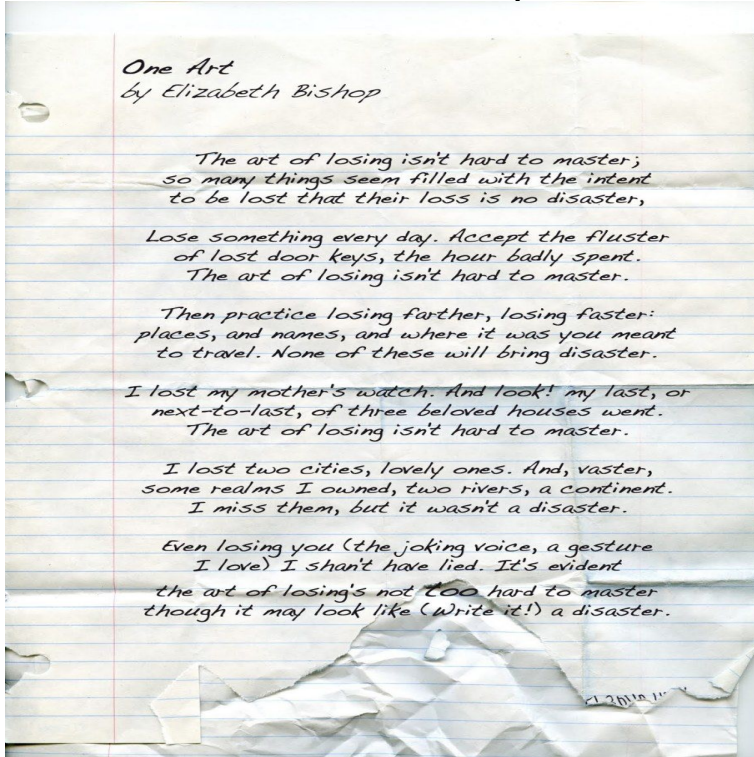 One Art
by Elizabeth Bishop
The art of losing isn't hard to master;
so many things seem filled with the intent
to be lost that their loss is no disaster,
Lose something every day. Accept the fluster
of lost door keys, the hour badly spent.
The art of losing isn't hard to master.
Then practice losing farther, losing faster:
places, and names, and where it was you meant
to travel. None of these will bring disaster.
I lost my mother's watch. And look! my last, or
next-to-last, of three beloved houses went.
The art of losing isn't hard to master.
I lost two cities, lovely ones. And, vaster,
some realms I owned, two rivers, a continent.
I miss them, but it wasn't a disaster.
Even losing you (the joking voice, a gesture
I love) I shan't have lied. It's evident
the art of losing's not too hard to master
though it may look like (Write it!) a disaster.